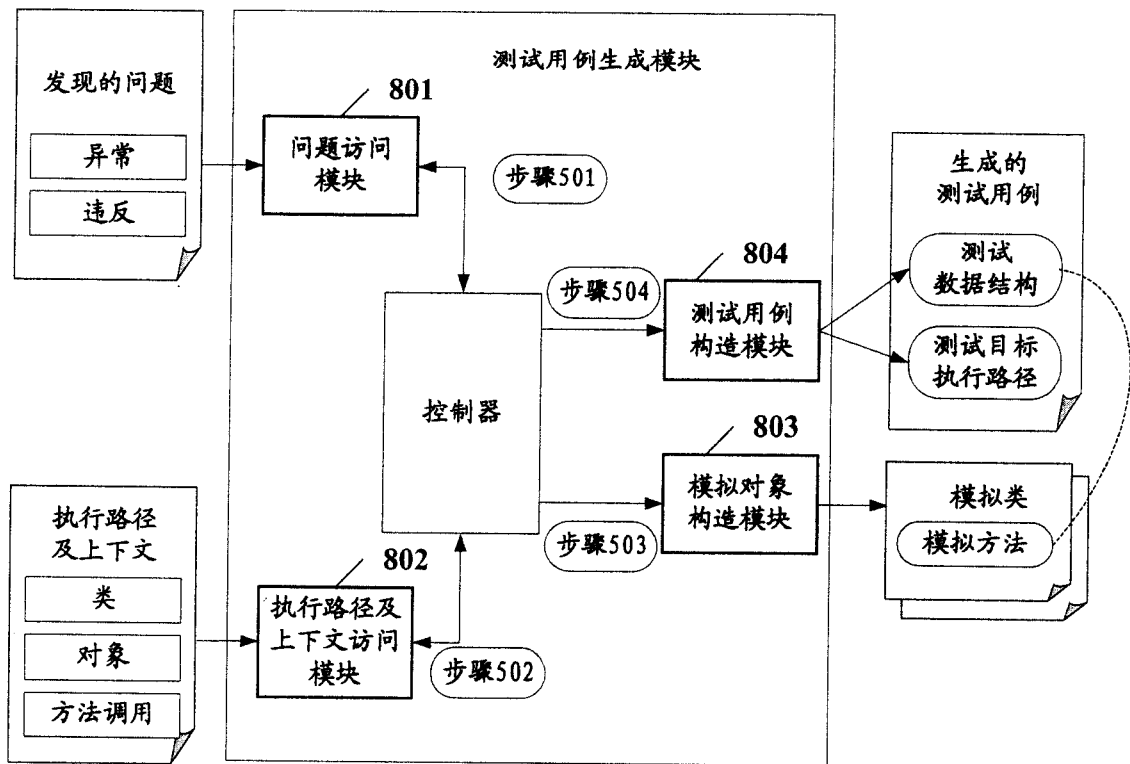 发现的问题
异常
违反
测试用例生成模块
801
问题访问
模块
步骤501
804
步骤504
测试用例
构造模块
生成的
测试用例
测试
数据结构
测试目标
执行路径
控制器
803
模拟对象
构造模块
步骤503
模拟类
模拟方法
执行路径
及上下文
类
对象
方法调用
802
执行路径及
上下文访问
模块
步骤502